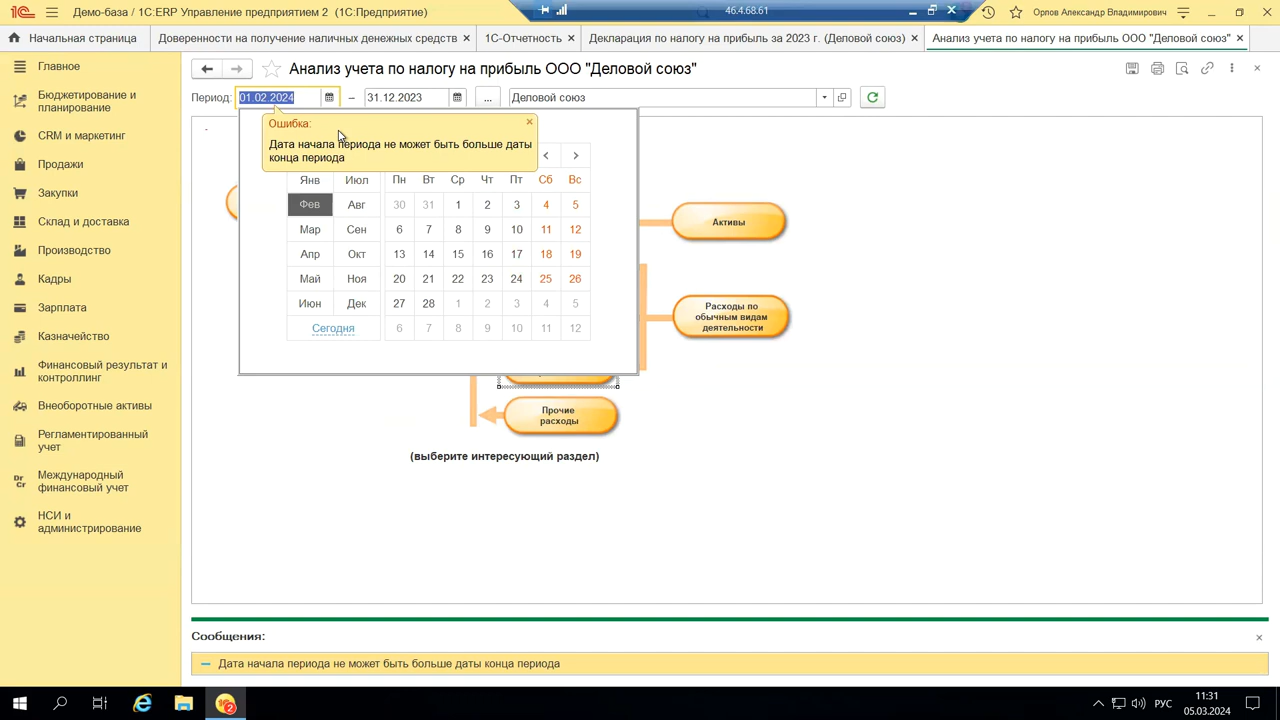 Демо-база / 1С:ERP Управление предприятием 2 (1С:Предприятие)
46.4.68.61
Орлов Александр Владимирович
Начальная страница
Доверенности на получение наличных денежных средств ×
1С-Отчетность ×
Декларация по налогу на прибыль за 2023 г. (Деловой союз) ×
Анализ учета по налогу на прибыль ООО "Деловой союз" ×
Главное
Бюджетирование и
планирование
CRM и маркетинг
Продажи
Закупки
Склад и доставка
Производство
Кадры
Зарплата
Казначейство
Финансовый результат и
контроллинг
Внеоборотные активы
Регламентированный
учет
Международный
финансовый учет
НСИ и
администрирование
Анализ учета по налогу на прибыль ООО "Деловой союз"
Период: 01.02.2024 – 31.12.2023 ... Деловой союз
Ошибка:
Дата начала периода не может быть больше даты
конца периода
Янв Июл Пн Вт Ср Чт Пт Сб Вс
Фев Авг 30 31 1 2 3 4 5
Мар Сен 6 7 8 9 10 11 12
Апр Окт 13 14 15 16 17 18 19
Май Ноя 20 21 22 23 24 25 26
Июн Дек 27 28 1 2 3 4 5
Сегодня 6 7 8 9 10 11 12
Активы
Расходы по
обычным видам
деятельности
Прочие
расходы
(выберите интересующий раздел)
Сообщения:
Дата начала периода не может быть больше даты конца периода
2
РУС
11:31
05.03.2024